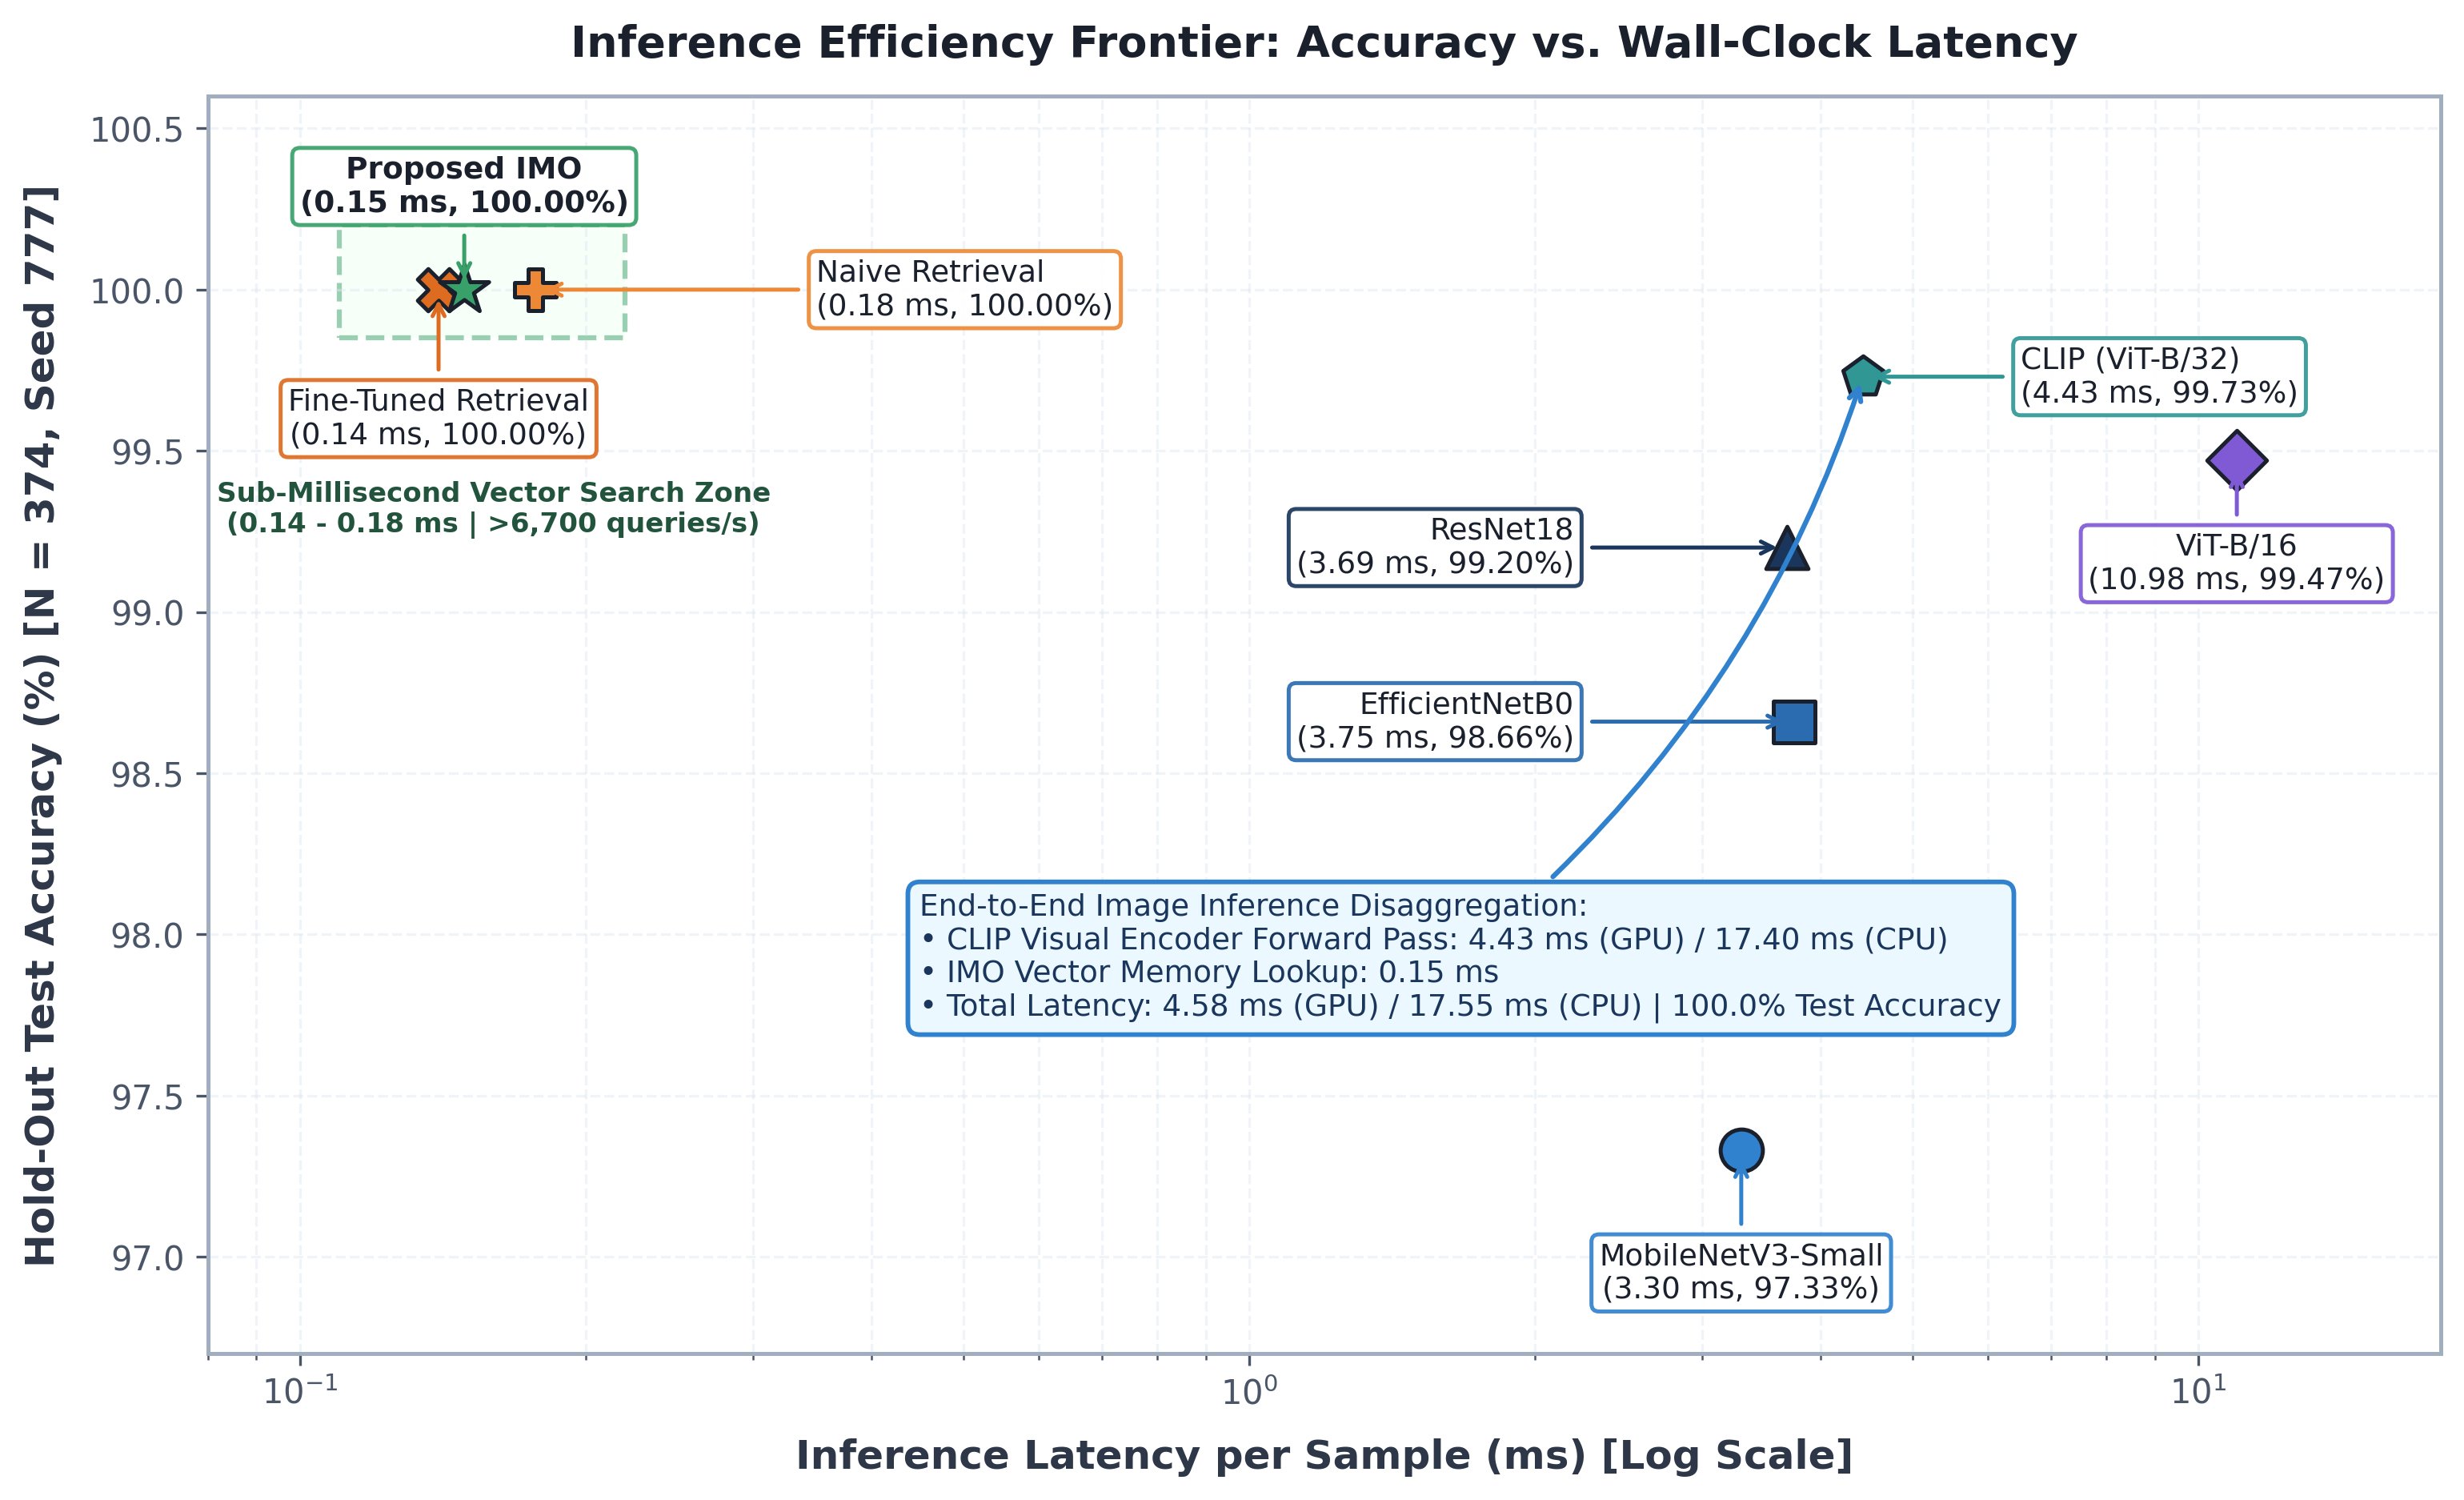 Inference Efficiency Frontier: Accuracy vs. Wall-Clock Latency
Hold-Out Test Accuracy (%) [N = 374, Seed 777]
100.5
100.0
99.5
99.0
98.5
98.0
97.5
97.0
Proposed IMO
(0.15 ms, 100.00%)
Naive Retrieval
(0.18 ms, 100.00%)
Fine-Tuned Retrieval
(0.14 ms, 100.00%)
Sub-Millisecond Vector Search Zone
(0.14 - 0.18 ms | >6,700 queries/s)
CLIP (ViT-B/32)
(4.43 ms, 99.73%)
ViT-B/16
(10.98 ms, 99.47%)
ResNet18
(3.69 ms, 99.20%)
EfficientNetB0
(3.75 ms, 98.66%)
End-to-End Image Inference Disaggregation:
• CLIP Visual Encoder Forward Pass: 4.43 ms (GPU) / 17.40 ms (CPU)
• IMO Vector Memory Lookup: 0.15 ms
• Total Latency: 4.58 ms (GPU) / 17.55 ms (CPU) | 100.0% Test Accuracy
MobileNetV3-Small
(3.30 ms, 97.33%)
10⁻¹
10⁰
10¹
Inference Latency per Sample (ms) [Log Scale]